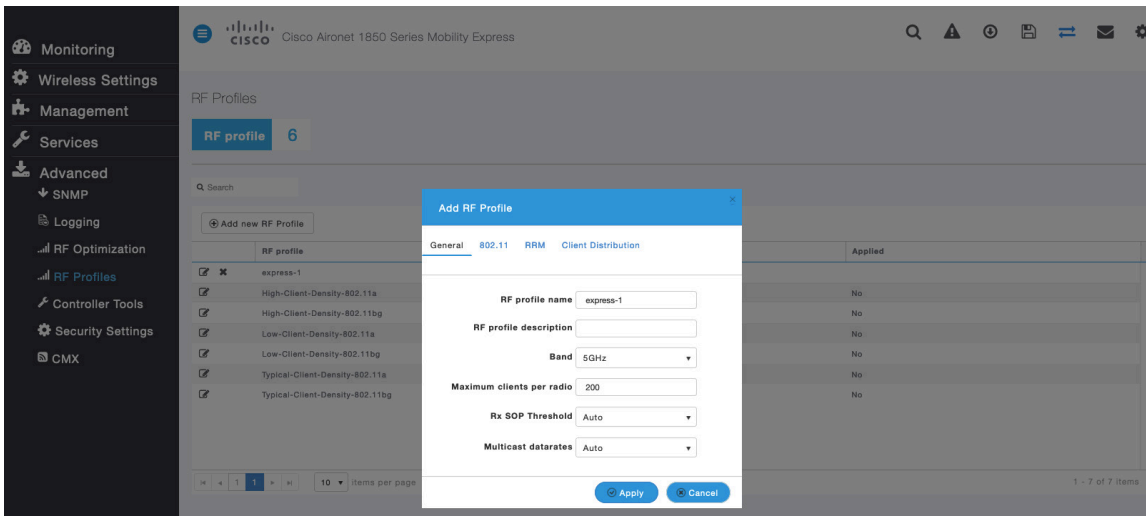 Monitoring
Wireless Settings
Management
Services
Advanced
SNMP
Logging
RF Optimization
RF Profiles
Controller Tools
Security Settings
CMX
CISCO Cisco Aironet 1850 Series Mobility Express
RF Profiles
RF profile 6
Search
Add new RF Profile
RF profile Applied
express-1
High-Client-Density-802.11a No
High-Client-Density-802.11bg No
Low-Client-Density-802.11a No
Low-Client-Density-802.11bg No
Typical-Client-Density-802.11a No
Typical-Client-Density-802.11bg No
1 1 10 items per page 1 - 7 of 7 items
Add RF Profile
General 802.11 RRM Client Distribution
RF profile name express-1
RF profile description
Band 5GHz
Maximum clients per radio 200
Rx SOP Threshold Auto
Multicast datarates Auto
Apply Cancel